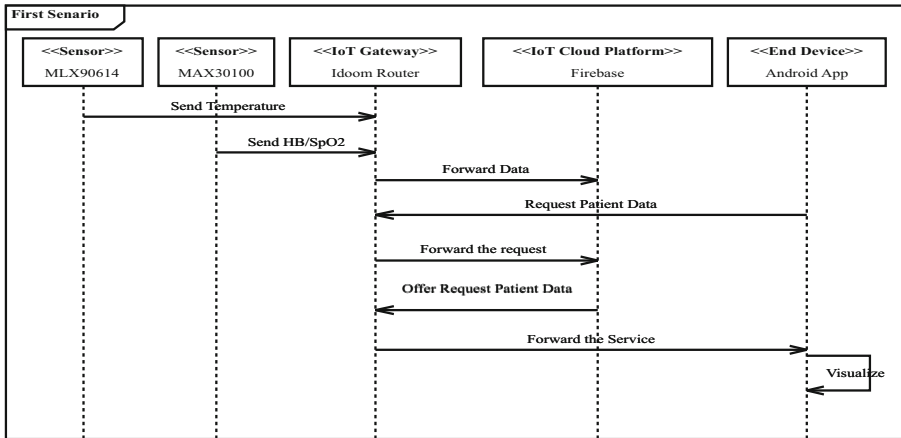 First Senario
<<Sensor>>
MLX90614
<<Sensor>>
MAX30100
<<IoT Gateway>>
Idoom Router
<<IoT Cloud Platform>>
Firebase
<<End Device>>
Android App
Send Temperature
Send HB/SpO2
Forward Data
Request Patient Data
Forward the request
Offer Request Patient Data
Forward the Service
Visualize